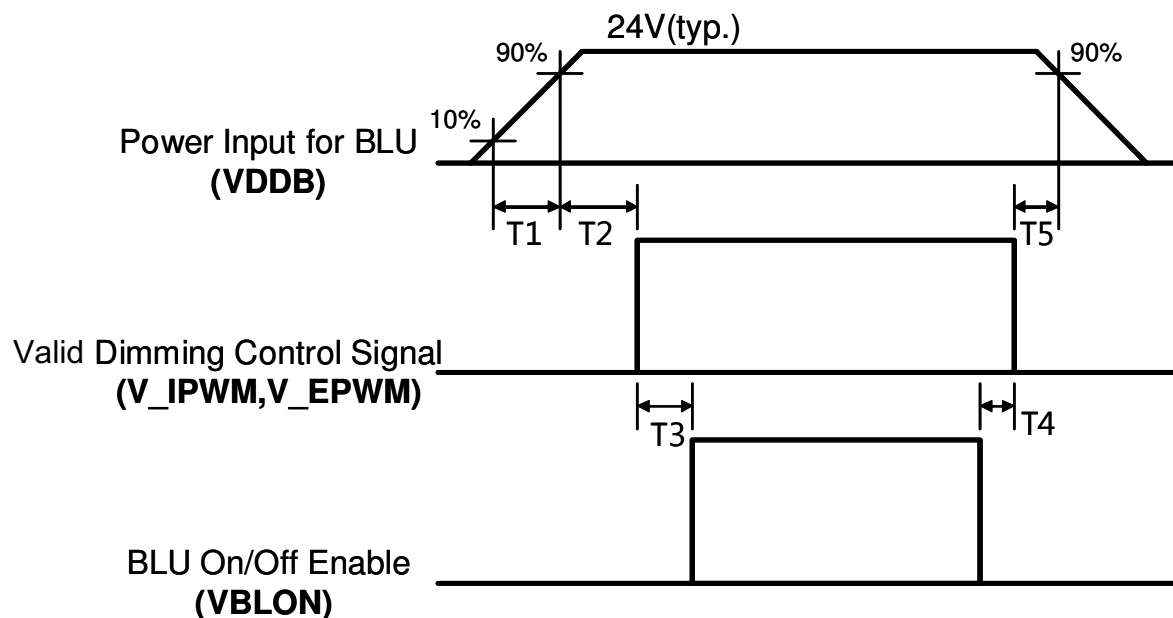 24V(typ.)
90%
90%
10%
Power Input for BLU
(VDDB)
T1
T2
T5
Valid Dimming Control Signal
(V_IPWM,V_EPWM)
T3
T4
BLU On/Off Enable
(VBLON)